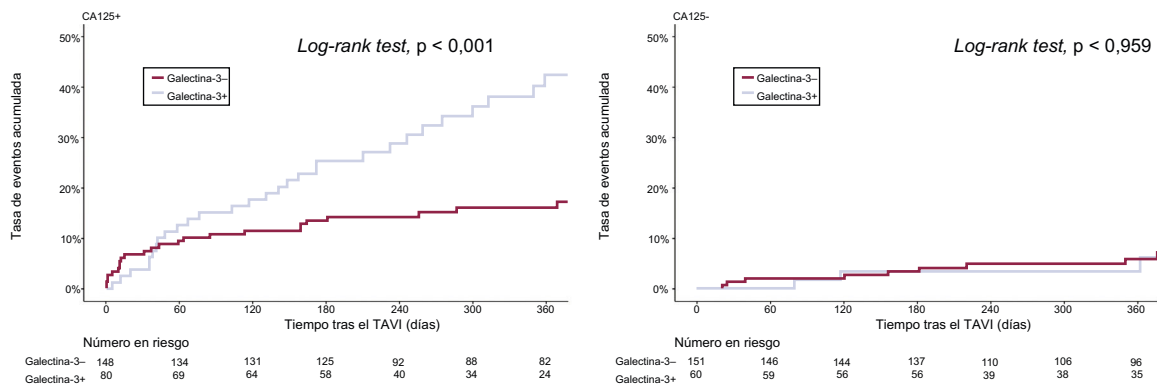 CA125+
50%
40%
30%
20%
10%
0%
Tasa de eventos acumulada
Log-rank test, p < 0,001
Galectina-3–
Galectina-3+
0 60 120 180 240 300 360
Tiempo tras el TAVI (días)
Número en riesgo
Galectina-3– 148 134 131 125 92 88 82
Galectina-3+ 80 69 64 58 40 34 24
CA125-
50%
40%
30%
20%
10%
0%
Tasa de eventos acumulada
Log-rank test, p < 0,959
Galectina-3–
Galectina-3+
0 60 120 180 240 300 360
Tiempo tras el TAVI (días)
Número en riesgo
Galectina-3– 151 146 144 137 110 106 96
Galectina-3+ 60 59 56 56 39 38 35